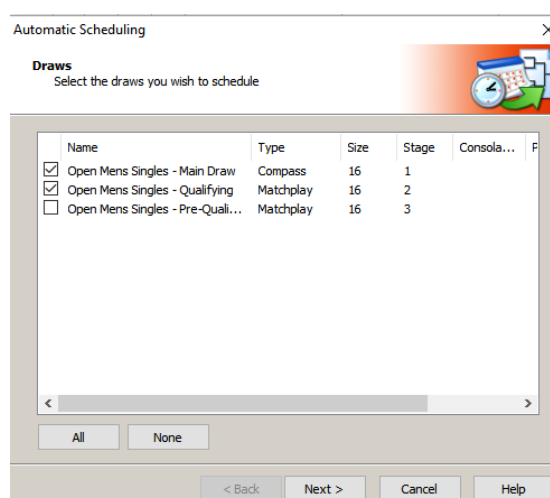 Automatic Scheduling
Draws
Select the draws you wish to schedule
Name Type Size Stage Consola... P
Open Mens Singles - Main Draw Compass 16 1
Open Mens Singles - Qualifying Matchplay 16 2
Open Mens Singles - Pre-Quali... Matchplay 16 3
All None
< Back Next > Cancel Help